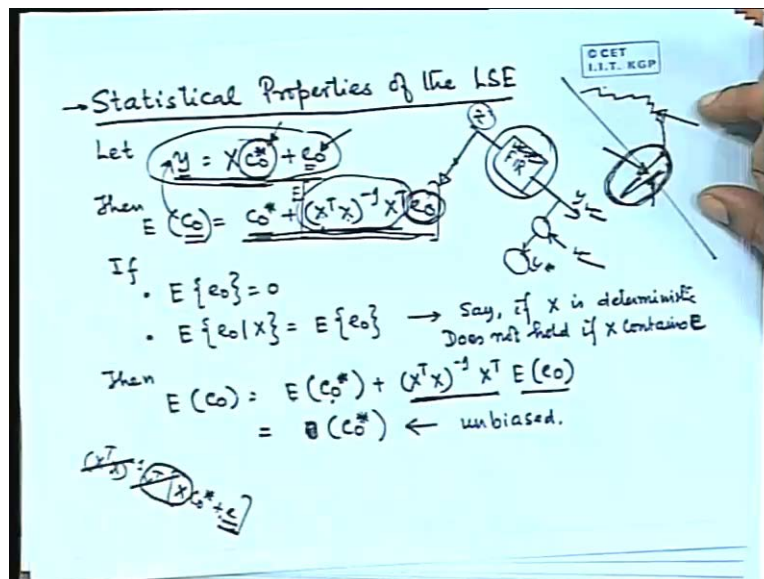 © CET
I.I.T. KGP
→ Statistical Properties of the LSE
Let y = X c₀* + e₀
Then E (c₀) = c₀* + E (XᵀX)⁻¹ Xᵀ e₀
FIR
If
• E {e₀} = 0
• E {e₀|X} = E {e₀} → Say, if X is deterministic
Does not hold if X contains E
Then
E (c₀) = E (c₀*) + (XᵀX)⁻¹ Xᵀ E (e₀)
= (c₀*) ← unbiased.
X c₀* + e